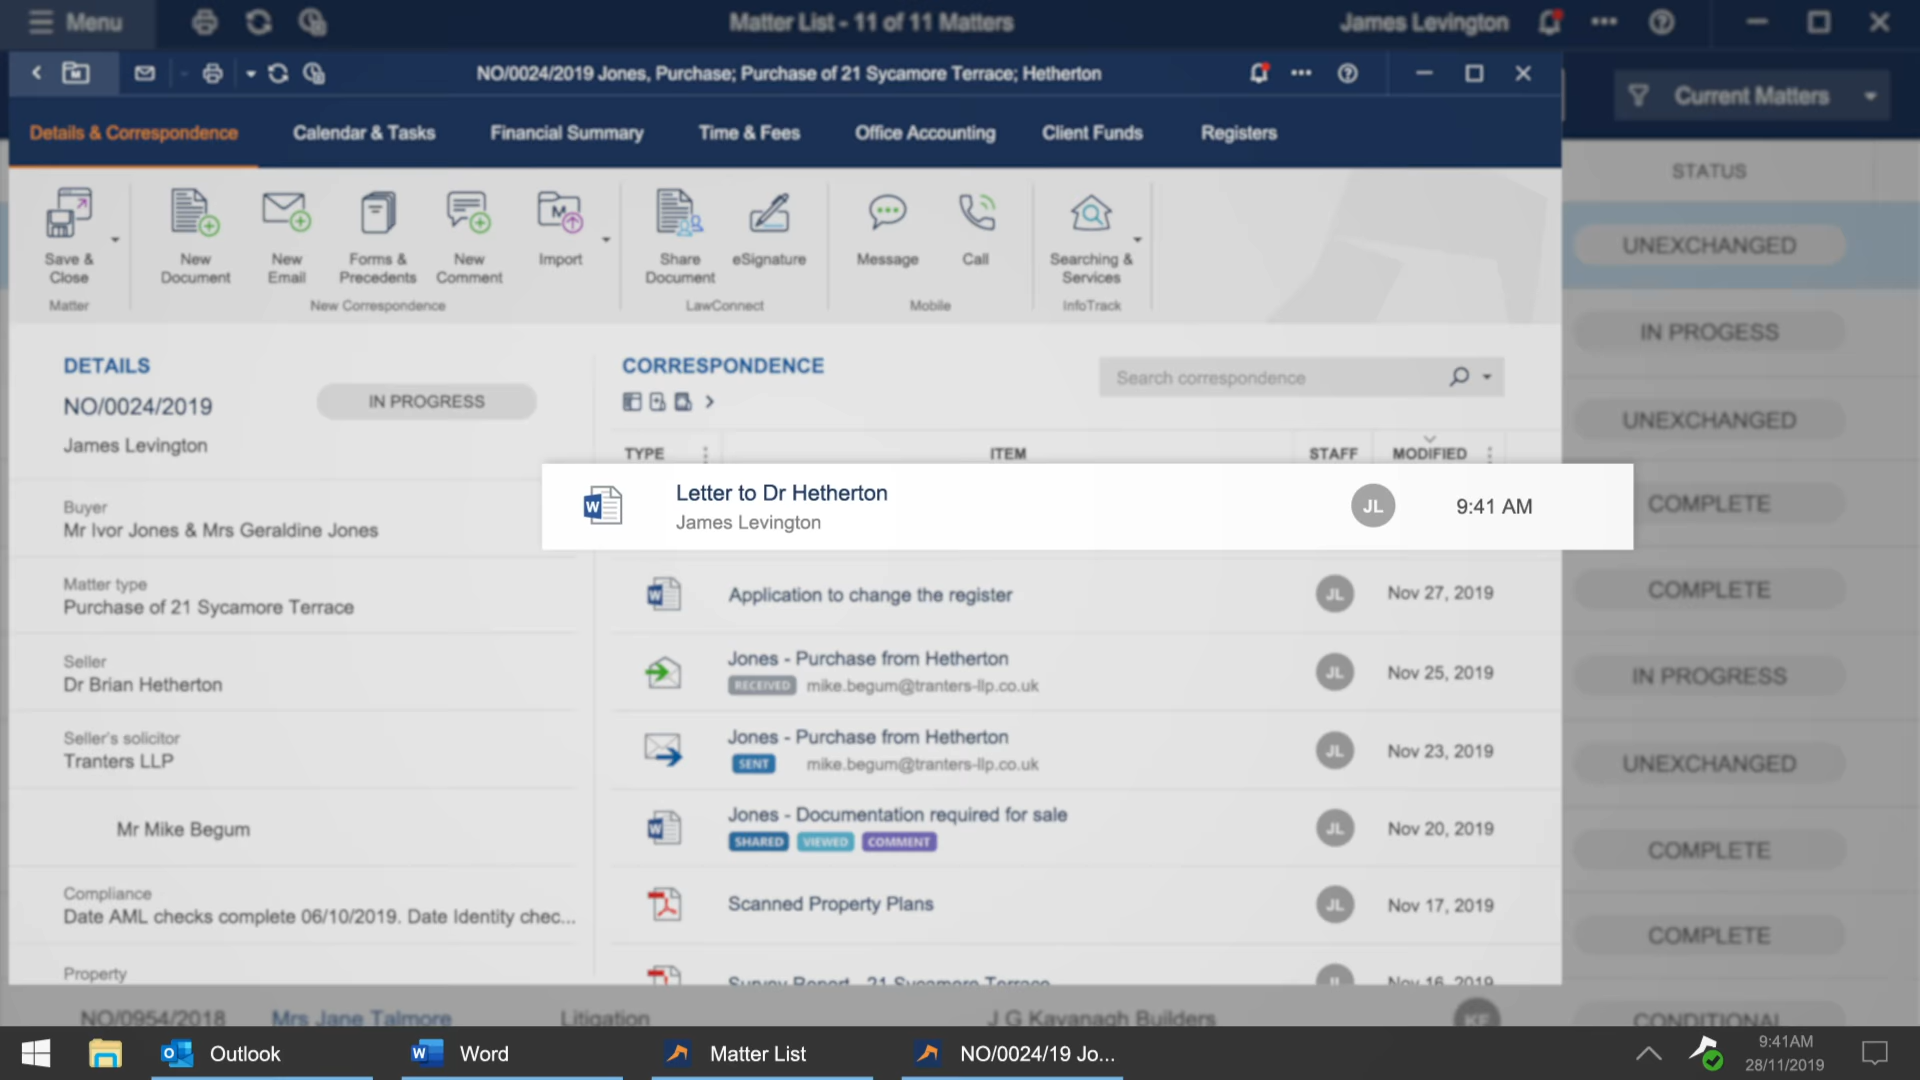 Menu
Matter List - 11 of 11 Matters
James Levington
NO/0024/2019 Jones, Purchase; Purchase of 21 Sycamore Terrace; Hetherton
Current Matters
Details & Correspondence
Calendar & Tasks
Financial Summary
Time & Fees
Office Accounting
Client Funds
Registers
STATUS
Save & Close
New Document
New Email
Forms & Precedents
New Comment
Import
Share Document
eSignature
Message
Call
Searching & Services
Matter
New Correspondence
LawConnect
Mobile
InfoTrack
UNEXCHANGED
IN PROGESS
UNEXCHANGED
COMPLETE
COMPLETE
IN PROGRESS
UNEXCHANGED
COMPLETE
COMPLETE
CONDITIONAL
DETAILS
NO/0024/2019
IN PROGRESS
James Levington
Buyer
Mr Ivor Jones & Mrs Geraldine Jones
Matter type
Purchase of 21 Sycamore Terrace
Seller
Dr Brian Hetherton
Seller's solicitor
Tranters LLP
Mr Mike Begum
Compliance
Date AML checks complete 06/10/2019. Date Identity chec...
Property
CORRESPONDENCE
Search correspondence
TYPE ITEM STAFF MODIFIED
Letter to Dr Hetherton
James Levington
JL 9:41 AM
Application to change the register JL Nov 27, 2019
Jones - Purchase from Hetherton
RECEIVED mike.begum@tranters-llp.co.uk JL Nov 25, 2019
Jones - Purchase from Hetherton
SENT mike.begum@tranters-llp.co.uk JL Nov 23, 2019
Jones - Documentation required for sale
SHARED VIEWED COMMENT JL Nov 20, 2019
Scanned Property Plans JL Nov 17, 2019
Survey Report - 21 Sycamore Terrace JL Nov 16, 2019
NO/0954/2018 Mrs Jane Talmore Litigation J G Kavanagh Builders KF
Outlook
Word
Matter List
NO/0024/19 Jo...
9:41AM
28/11/2019